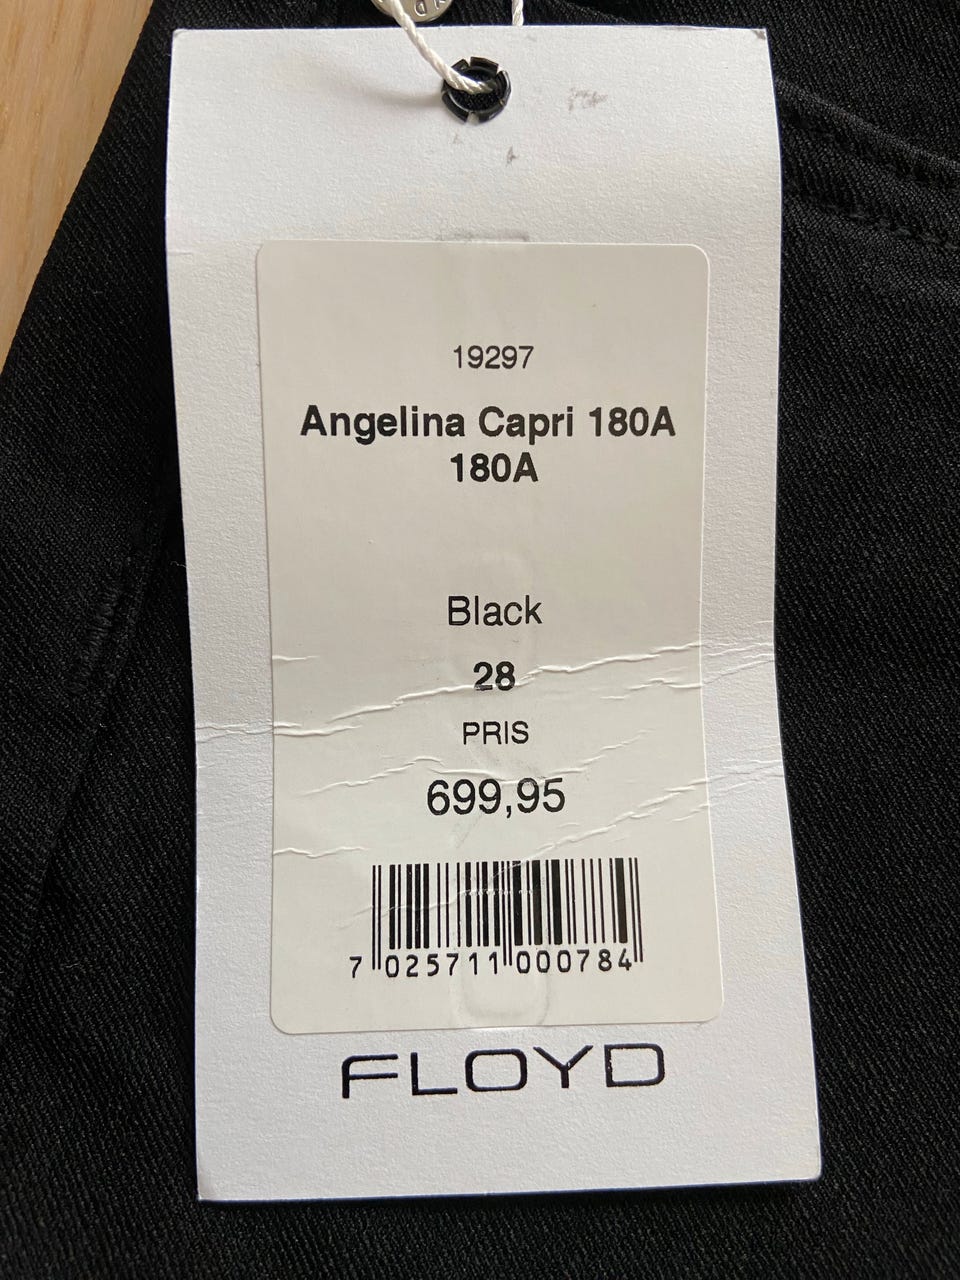 19297
Angelina Capri 180A
180A
Black
28
PRIS
699,95
7 025711 000784
FLOYD